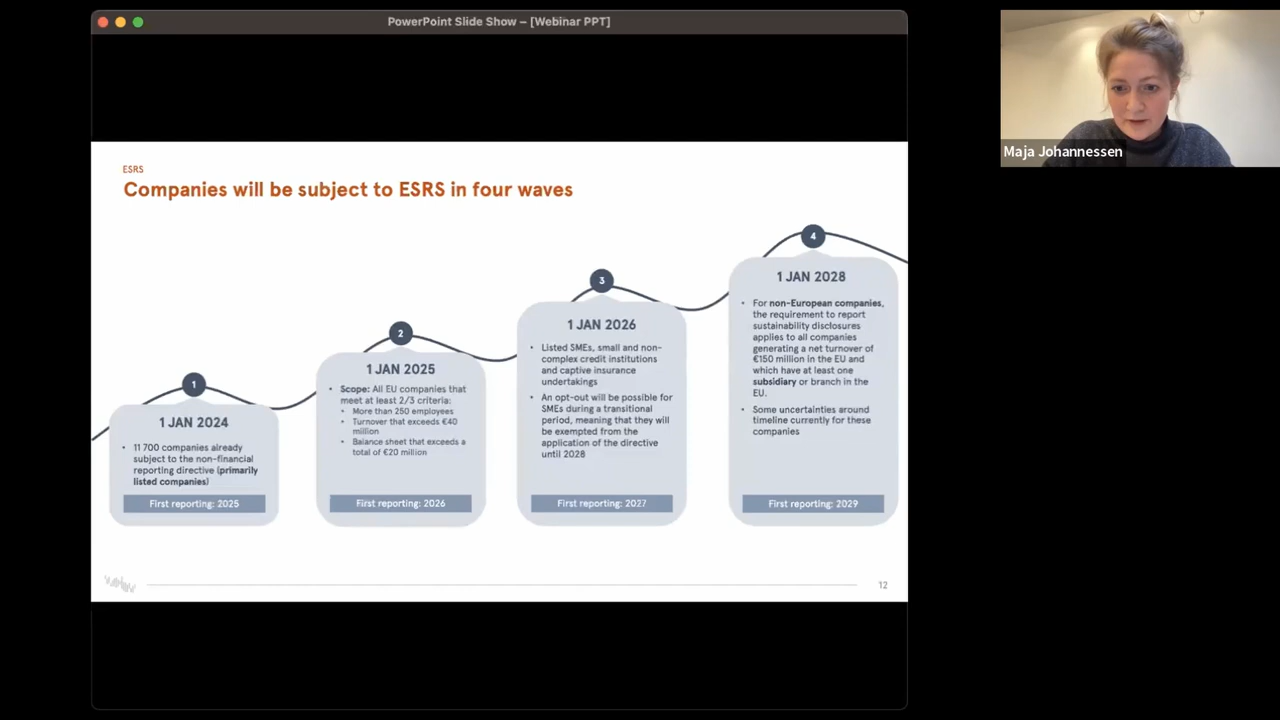 PowerPoint Slide Show – [Webinar PPT]
Maja Johannessen
ESRS
Companies will be subject to ESRS in four waves
1
1 JAN 2024
• 11 700 companies already
subject to the non-financial
reporting directive (primarily
listed companies)
First reporting: 2025
2
1 JAN 2025
• Scope: All EU companies that
meet at least 2/3 criteria:
• More than 250 employees
• Turnover that exceeds €40
million
• Balance sheet that exceeds a
total of €20 million
First reporting: 2026
3
1 JAN 2026
• Listed SMEs, small and non-
complex credit institutions
and captive insurance
undertakings
• An opt-out will be possible for
SMEs during a transitional
period, meaning that they will
be exempted from the
application of the directive
until 2028
First reporting: 2027
4
1 JAN 2028
• For non-European companies,
the requirement to report
sustainability disclosures
applies to all companies
generating a net turnover of
€150 million in the EU and
which have at least one
subsidiary or branch in the
EU.
• Some uncertainties around
timeline currently for these
companies
First reporting: 2029
12